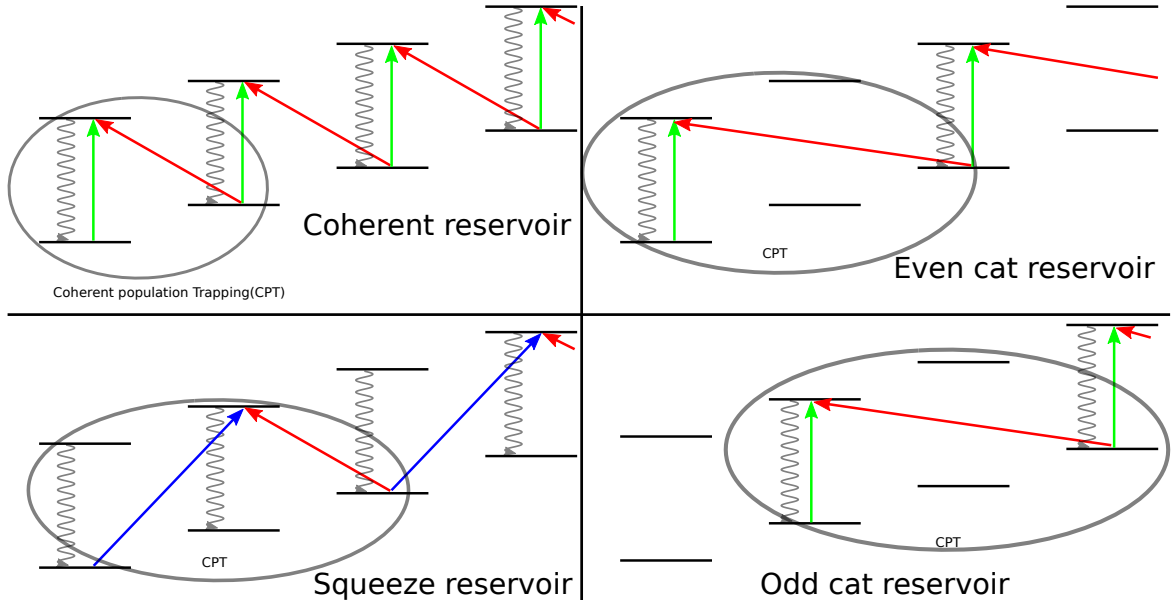 Coherent reservoir
Coherent population Trapping(CPT)
CPT
Even cat reservoir
CPT
Squeeze reservoir
CPT
Odd cat reservoir